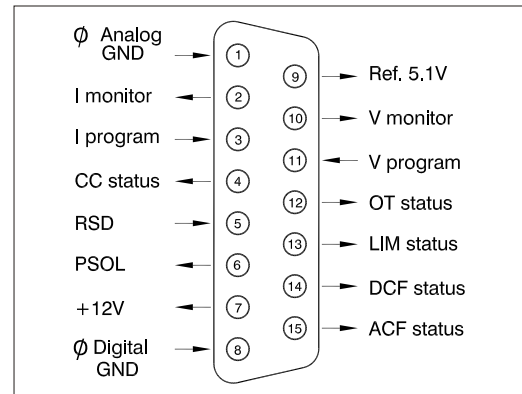 ϕ Analog
GND
1
I monitor
2
I program
3
CC status
4
RSD
5
PSOL
6
+12V
7
ϕ Digital
GND
8
9
Ref. 5.1V
10
V monitor
11
V program
12
OT status
13
LIM status
14
DCF status
15
ACF status